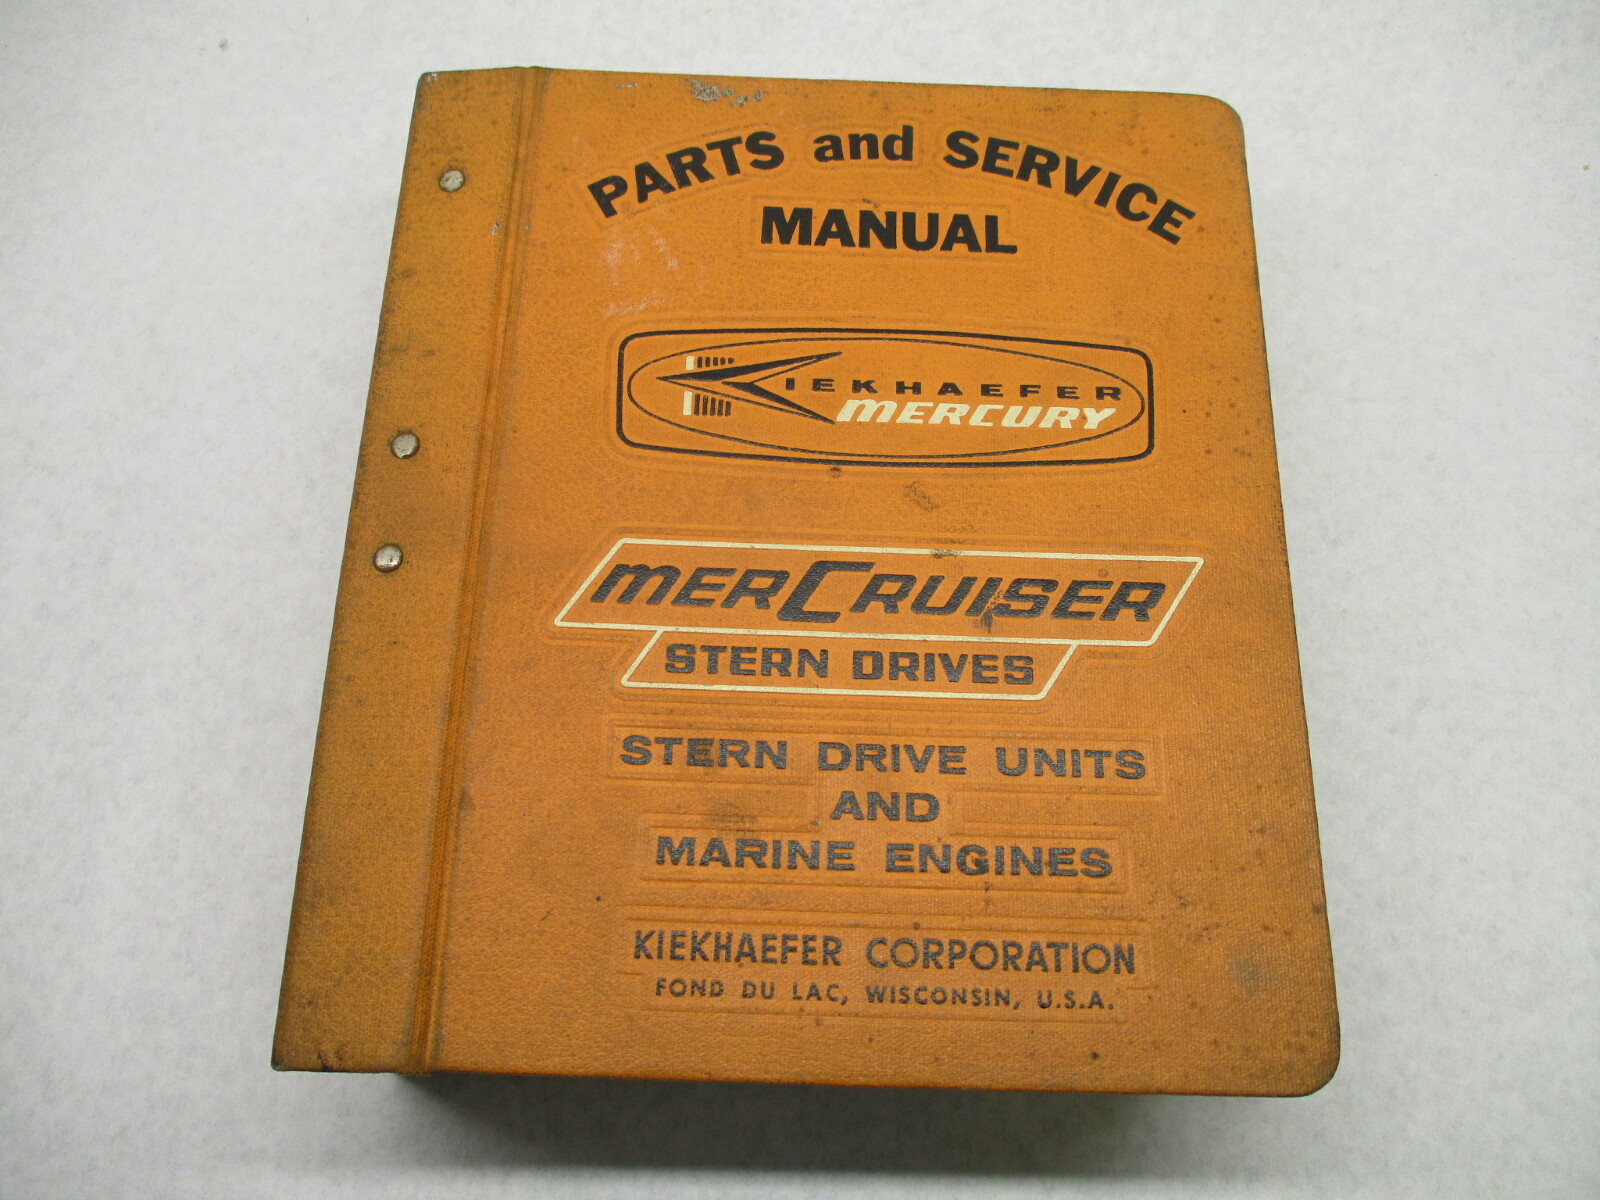 PARTS and SERVICE
MANUAL
KIEKHAEFER
MERCURY
MERCRUISER
STERN DRIVES
STERN DRIVE UNITS
AND
MARINE ENGINES
KIEKHAEFER CORPORATION
FOND DU LAC, WISCONSIN, U.S.A.